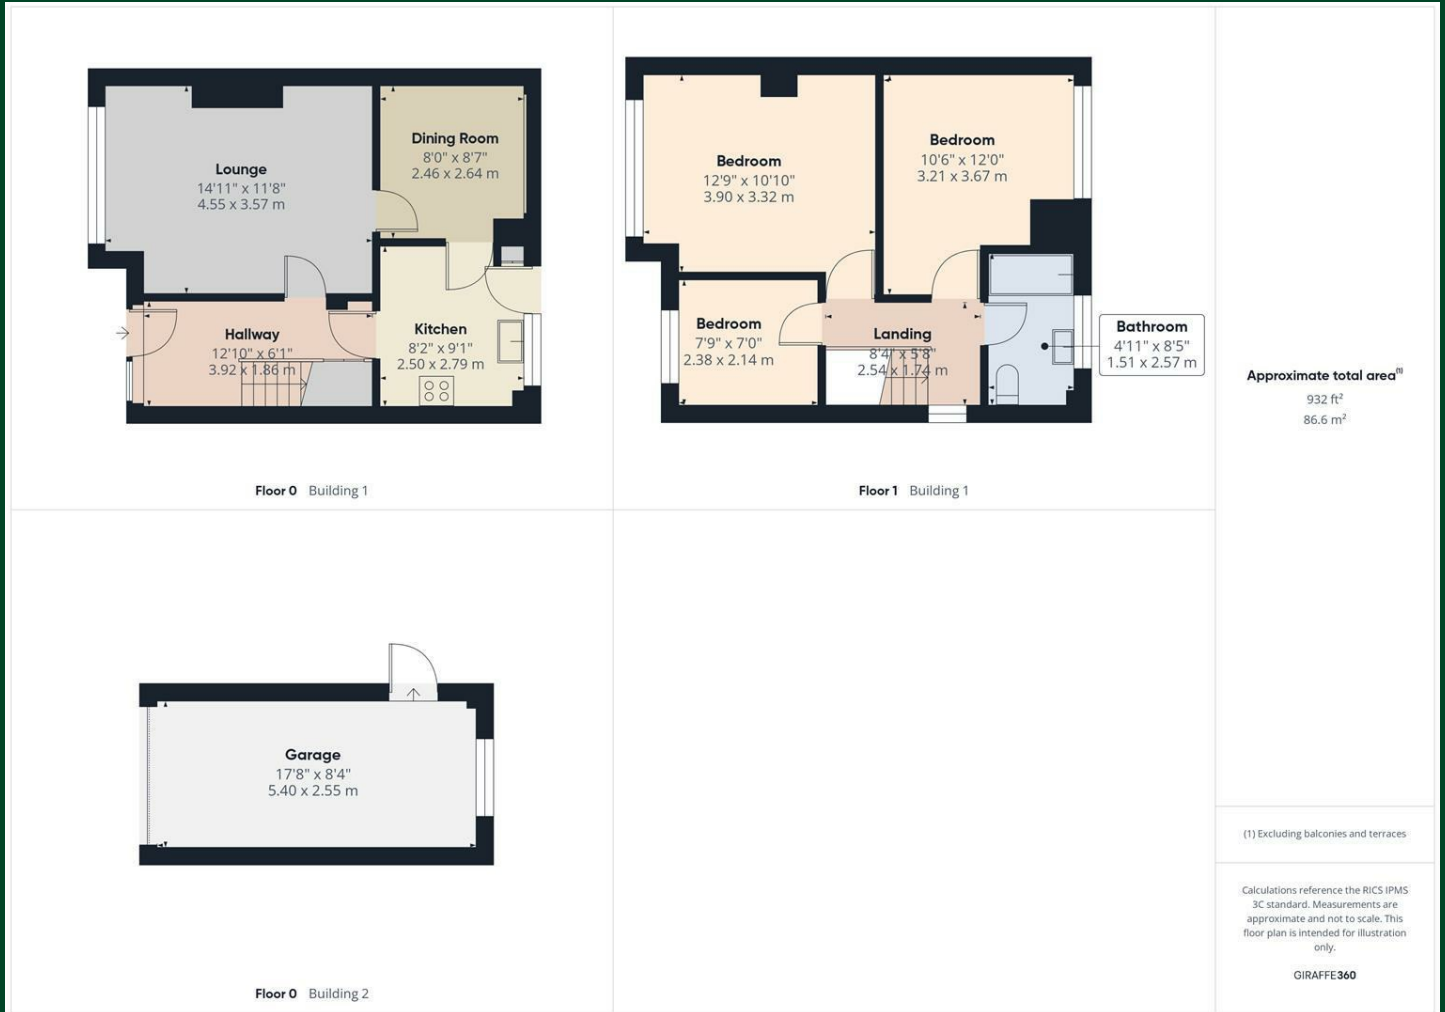 Lounge
14'11" x 11'8"
4.55 x 3.57 m
Dining Room
8'0" x 8'7"
2.46 x 2.64 m
Hallway
12'10" x 6'1"
3.92 x 1.86 m
Kitchen
8'2" x 9'1"
2.50 x 2.79 m
Floor 0 Building 1
Bedroom
12'9" x 10'10"
3.90 x 3.32 m
Bedroom
10'6" x 12'0"
3.21 x 3.67 m
Bedroom
7'9" x 7'0"
2.38 x 2.14 m
Landing
8'4" x 5'8"
2.54 x 1.74 m
Bathroom
4'11" x 8'5"
1.51 x 2.57 m
Floor 1 Building 1
Garage
17'8" x 8'4"
5.40 x 2.55 m
Floor 0 Building 2
Approximate total area(1)
932 ft²
86.6 m²
(1) Excluding balconies and terraces
Calculations reference the RICS IPMS
3C standard. Measurements are
approximate and not to scale. This
floor plan is intended for illustration
only.
GIRAFFE360